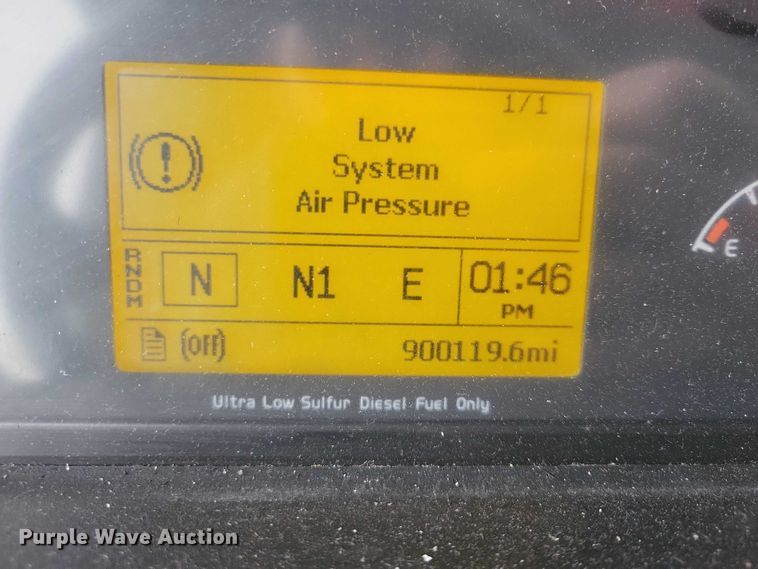 1/1
Low
System
Air Pressure
R
N
D
M
N N1 E 01:46
PM
(Off) 900119.6mi
E
Ultra Low Sulfur Diesel Fuel Only
Purple Wave Auction®